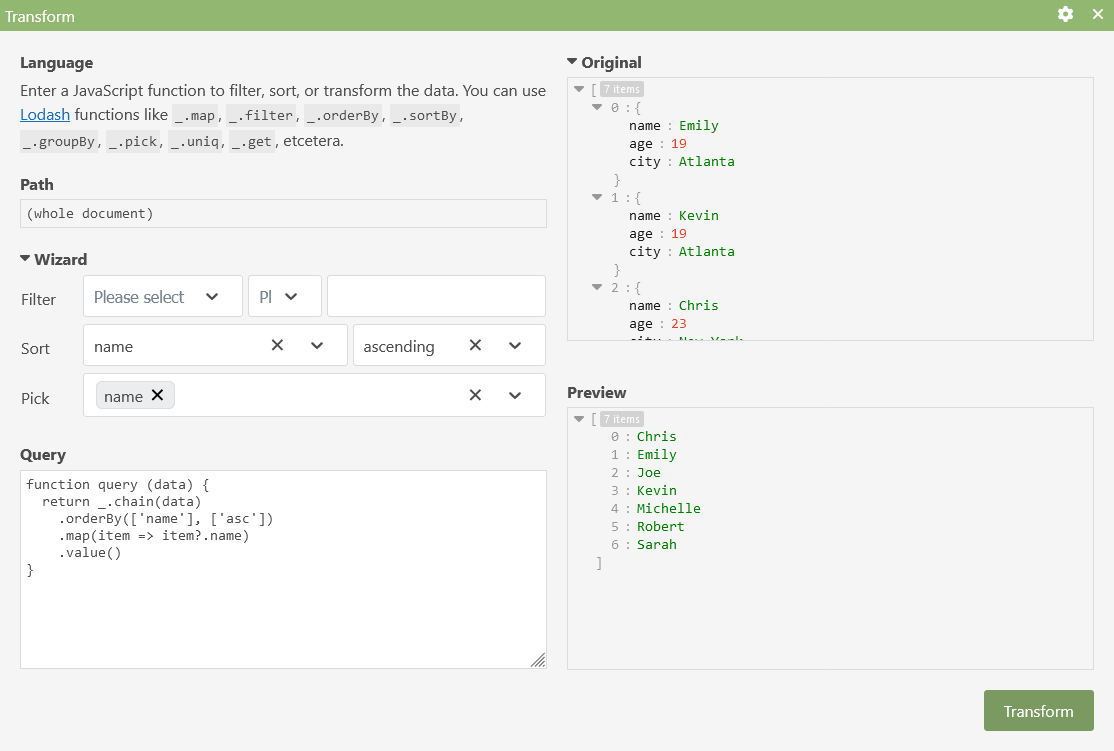 Transform
Language
Enter a JavaScript function to filter, sort, or transform the data. You can use
Lodash functions like _.map, _.filter, _.orderBy, _.sortBy,
_.groupBy, _.pick, _.uniq, _.get, etcetera.
Path
(whole document)
Wizard
Filter Please select Pl
Sort name ascending
Pick name
Query
function query (data) {
  return _.chain(data)
    .orderBy(['name'], ['asc'])
    .map(item => item?.name)
    .value()
}
Original
[ 7 items
0 : {
name : Emily
age : 19
city : Atlanta
}
1 : {
name : Kevin
age : 19
city : Atlanta
}
2 : {
name : Chris
age : 23
city : New York
Preview
[ 7 items
0 : Chris
1 : Emily
2 : Joe
3 : Kevin
4 : Michelle
5 : Robert
6 : Sarah
]
Transform